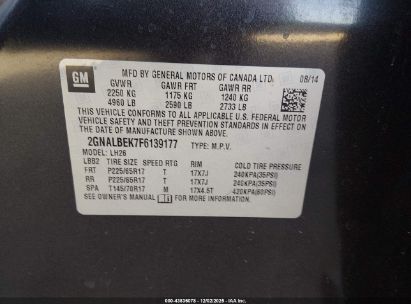 GM
MFD BY GENERAL MOTORS OF CANADA LTD. 08/14
GVWR GAWR FRT GAWR RR
2250 KG 1175 KG 1240 KG
4960 LB 2590 LB 2733 LB
THIS VEHICLE CONFORMS TO ALL APPLICABLE U.S. FEDERAL
MOTOR VEHICLE SAFETY, BUMPER, AND THEFT PREVENTION
STANDARDS IN EFFECT ON THE DATE OF MANUFACTURE SHOWN ABOVE.
2GNALBEK7F6139177 TYPE: M.P.V.
MODEL: LH26
LBB2 TIRE SIZE SPEED RTG RIM COLD TIRE PRESSURE
FRT P225/65R17 T 17X7J 240KPA(35PSI)
RR P225/65R17 T 17X7J 240KPA(35PSI)
SPA T145/70R17 M 17X4.5T 420KPA(60PSI)
SEE OWNER'S MANUAL FOR MORE INFORMATION.
ID: 43835078 - 12/02/2025 - IAA Inc.